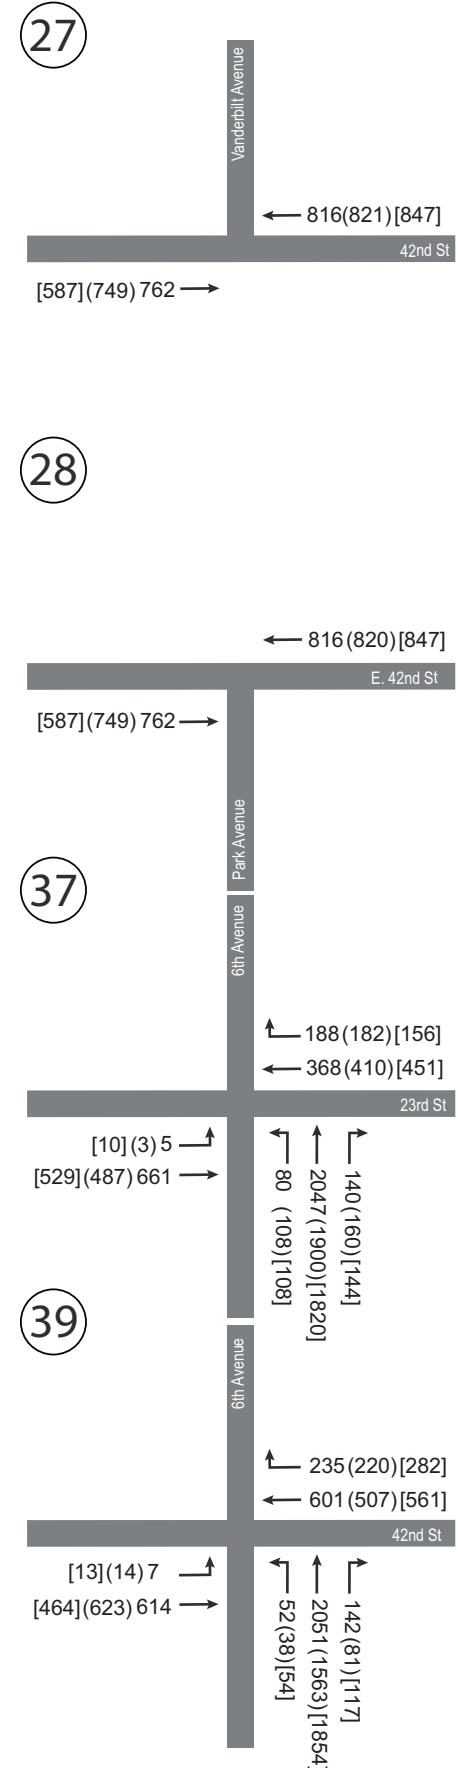 27
Vanderbilt Avenue
816(821)[847]
42nd St
[587](749)762
28
816(820)[847]
E. 42nd St
[587](749)762
Park Avenue
37
6th Avenue
188(182)[156]
368(410)[451]
23rd St
[10](3)5
[529](487)661
80 (108)[108]
2047(1900)[1820]
140(160)[144]
39
6th Avenue
235(220)[282]
601(507)[561]
42nd St
[13](14)7
[464](623)614
52(38)[54]
2051(1563)[1854]
142(81)[117]